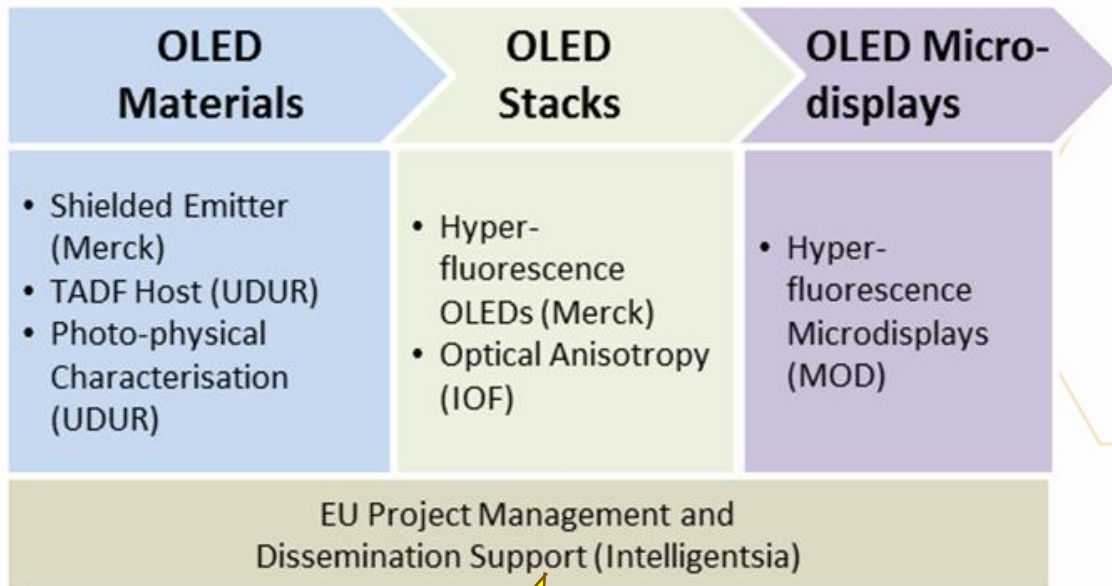 OLED
Materials
OLED
Stacks
OLED Micro-
displays
• Shielded Emitter
(Merck)
• TADF Host (UDUR)
• Photo-physical
Characterisation
(UDUR)
• Hyper-
fluorescence
OLEDs (Merck)
• Optical Anisotropy
(IOF)
• Hyper-
fluorescence
Microdisplays
(MOD)
EU Project Management and
Dissemination Support (Intelligentsia)